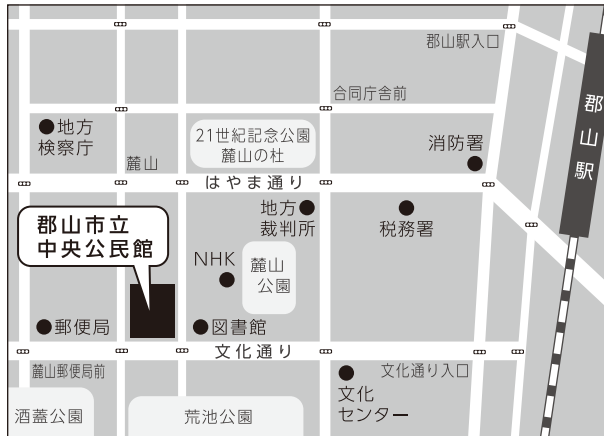 郡山駅入口
合同庁舎前
郡山駅
地方
検察庁
21世紀記念公園
麓山の杜
消防署
麓山
はやま通り
郡山市立
中央公民館
地方
裁判所
税務署
NHK
麓山
公園
郵便局
図書館
文化通り
麓山郵便局前
文化通り入口
文化
センター
酒蓋公園
荒池公園